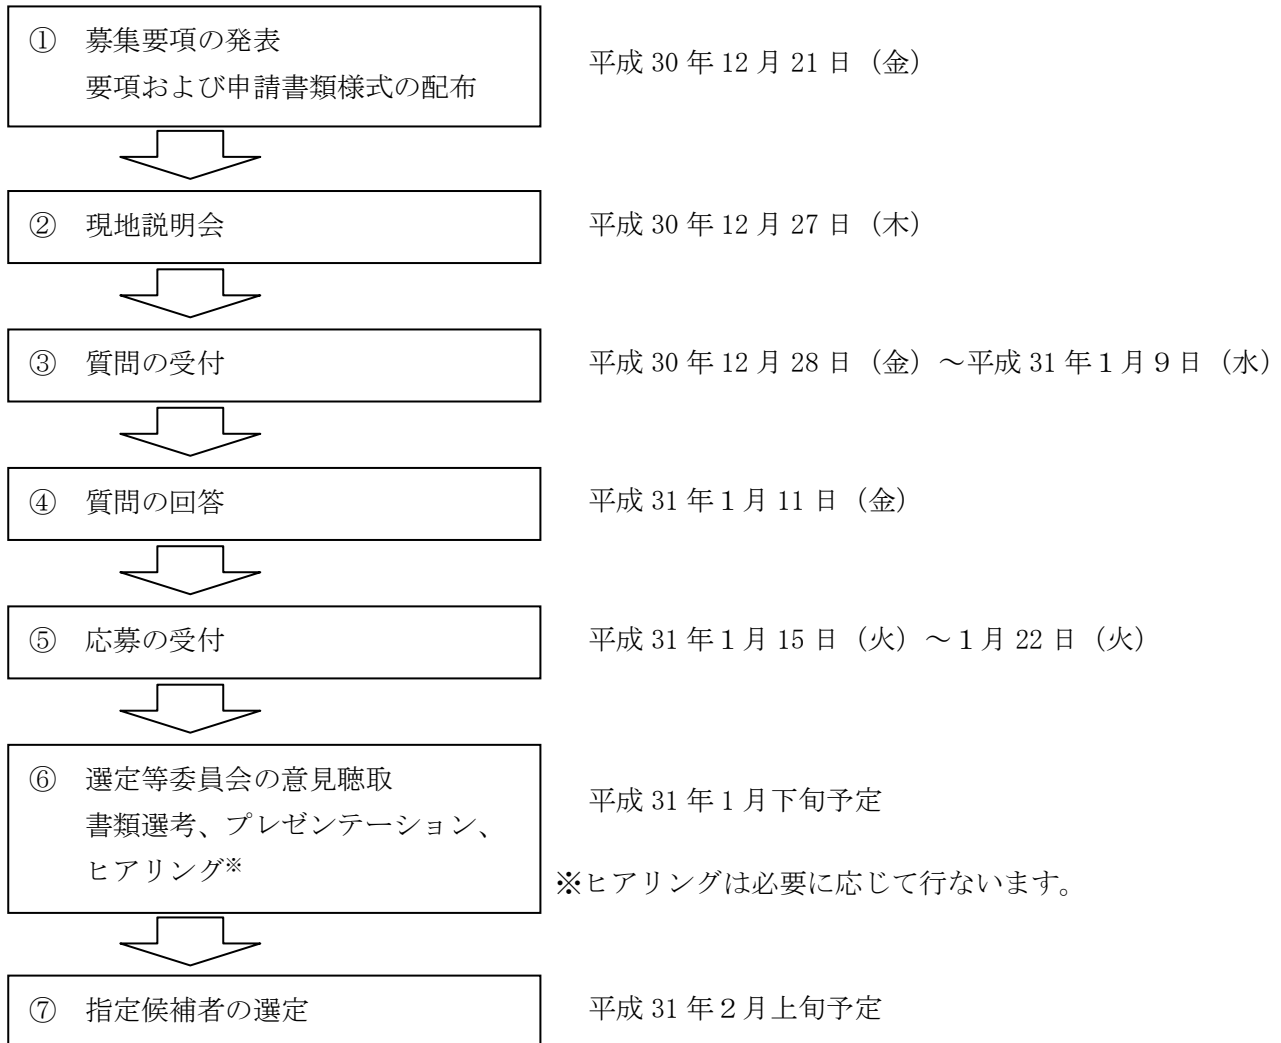 ① 募集要項の発表
要項および申請書類様式の配布
平成 30 年 12 月 21 日（金）
② 現地説明会
平成 30 年 12 月 27 日（木）
③ 質問の受付
平成 30 年 12 月 28 日（金）～平成 31 年１月９日（水）
④ 質問の回答
平成 31 年１月 11 日（金）
⑤ 応募の受付
平成 31 年１月 15 日（火）～１月 22 日（火）
⑥ 選定等委員会の意見聴取
書類選考、プレゼンテーション、
ヒアリング※
平成 31 年１月下旬予定
※ヒアリングは必要に応じて行ないます。
⑦ 指定候補者の選定
平成 31 年２月上旬予定